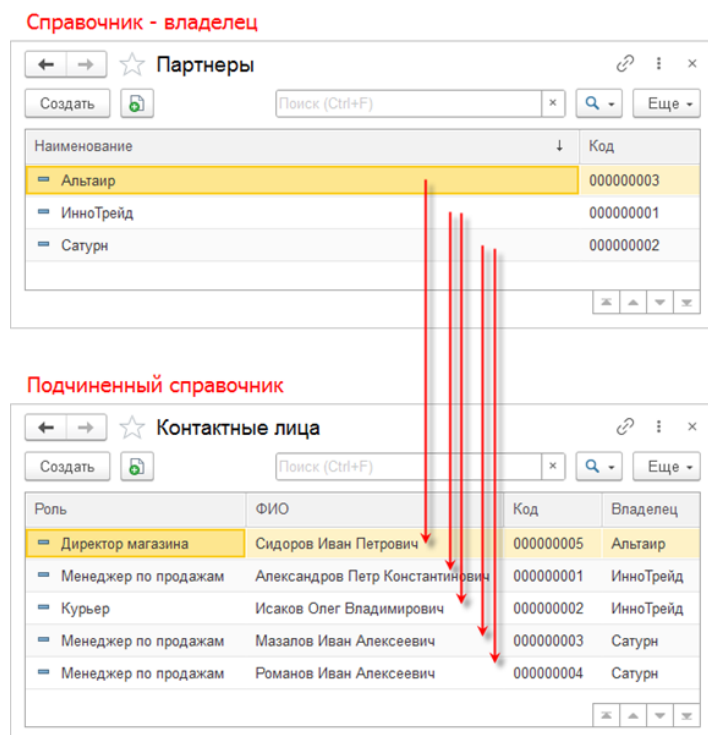 Справочник - владелец
Партнеры
Создать Поиск (Ctrl+F) × Еще
Наименование ↓ Код
Альтаир 000000003
ИнноТрейд 000000001
Сатурн 000000002
Подчиненный справочник
Контактные лица
Создать Поиск (Ctrl+F) × Еще
Роль ФИО Код Владелец
Директор магазина Сидоров Иван Петрович 000000005 Альтаир
Менеджер по продажам Александров Петр Константинович 000000001 ИнноТрейд
Курьер Исаков Олег Владимирович 000000002 ИнноТрейд
Менеджер по продажам Мазалов Иван Алексеевич 000000003 Сатурн
Менеджер по продажам Романов Иван Алексеевич 000000004 Сатурн